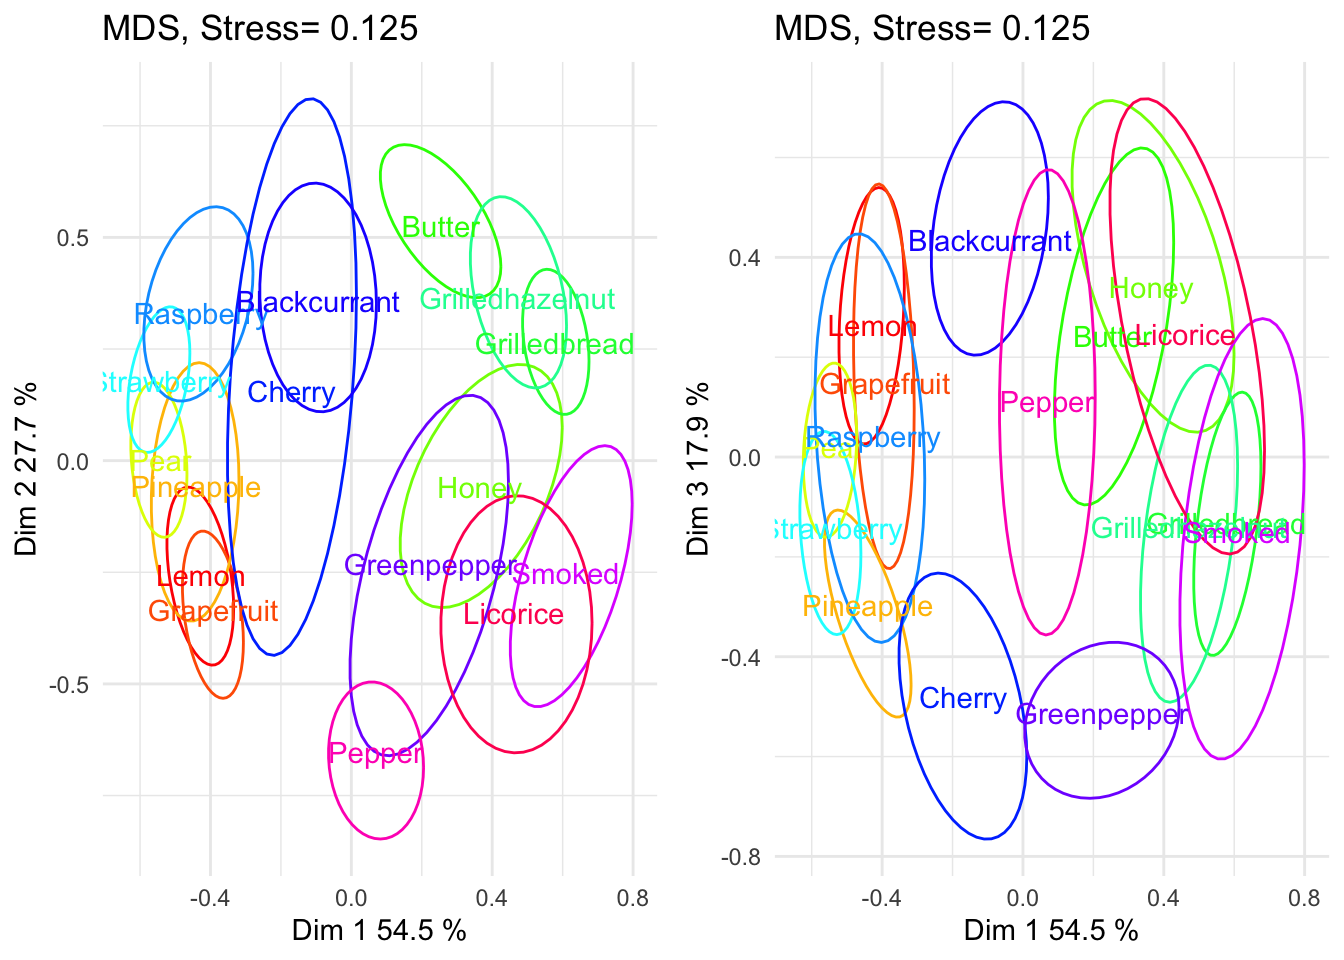 MDS, Stress= 0.125
0.5
0.0
-0.5
Dim 2 27.7 %
Butter
Grilledhazelnut
Raspberry
Blackcurrant
Grilledbread
Strawberry
Cherry
Pear
Pineapple
Honey
Lemon
Greenpepper
Smoked
Grapefruit
Licorice
Pepper
-0.4
0.0
0.4
0.8
Dim 1 54.5 %
MDS, Stress= 0.125
0.4
0.0
-0.4
-0.8
Dim 3 17.9 %
Blackcurrant
Honey
Lemon
Butter
Licorice
Grapefruit
Pepper
Raspberry
Pear
Strawberry
Grilledhazelnut
Grilledbread
Smoked
Pineapple
Cherry
Greenpepper
-0.4
0.0
0.4
0.8
Dim 1 54.5 %